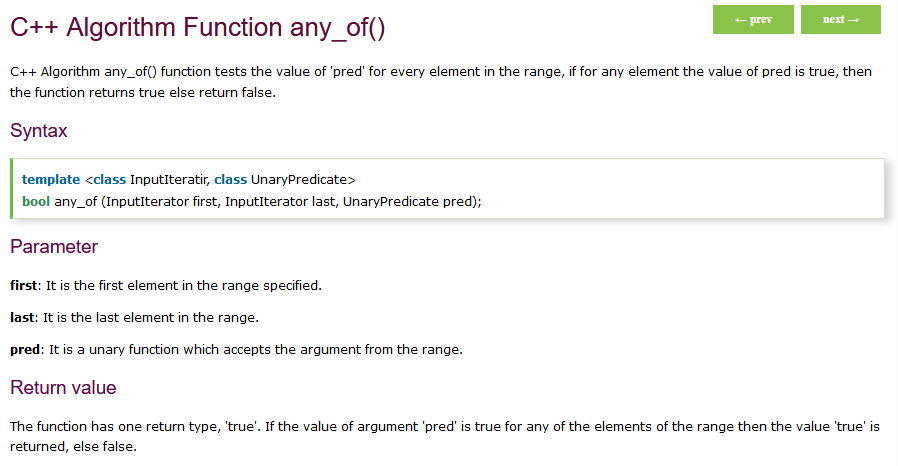 C++ Algorithm Function any_of()
← prev
next →
C++ Algorithm any_of() function tests the value of 'pred' for every element in the range, if for any element the value of pred is true, then
the function returns true else return false.
Syntax
template <class InputIteratir, class UnaryPredicate>
bool any_of (InputIterator first, InputIterator last, UnaryPredicate pred);
Parameter
first: It is the first element in the range specified.
last: It is the last element in the range.
pred: It is a unary function which accepts the argument from the range.
Return value
The function has one return type, 'true'. If the value of argument 'pred' is true for any of the elements of the range then the value 'true' is
returned, else false.